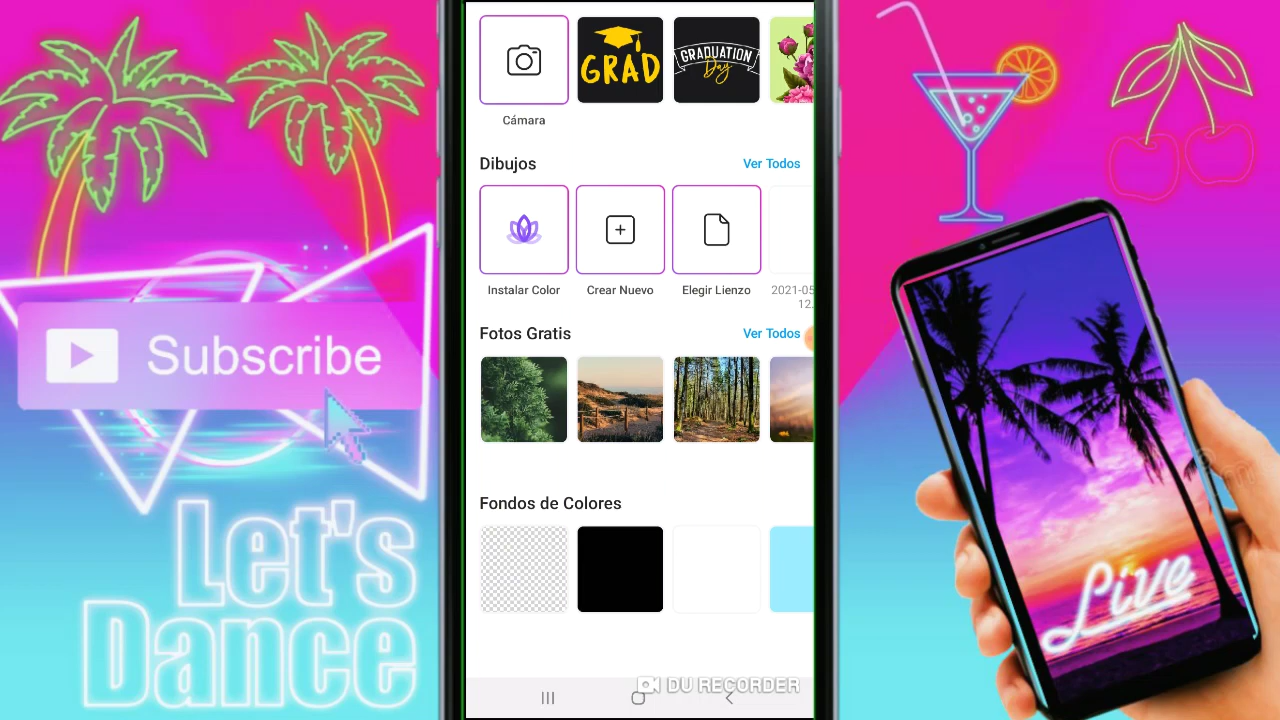 GRAD
GRADUATION
Day
Cámara
Dibujos
Ver Todos
Instalar Color
Crear Nuevo
Elegir Lienzo
2021-05
12.
Fotos Gratis
Ver Todos
Fondos de Colores
DU RECORDER
Subscribe
Let's
Dance
Live